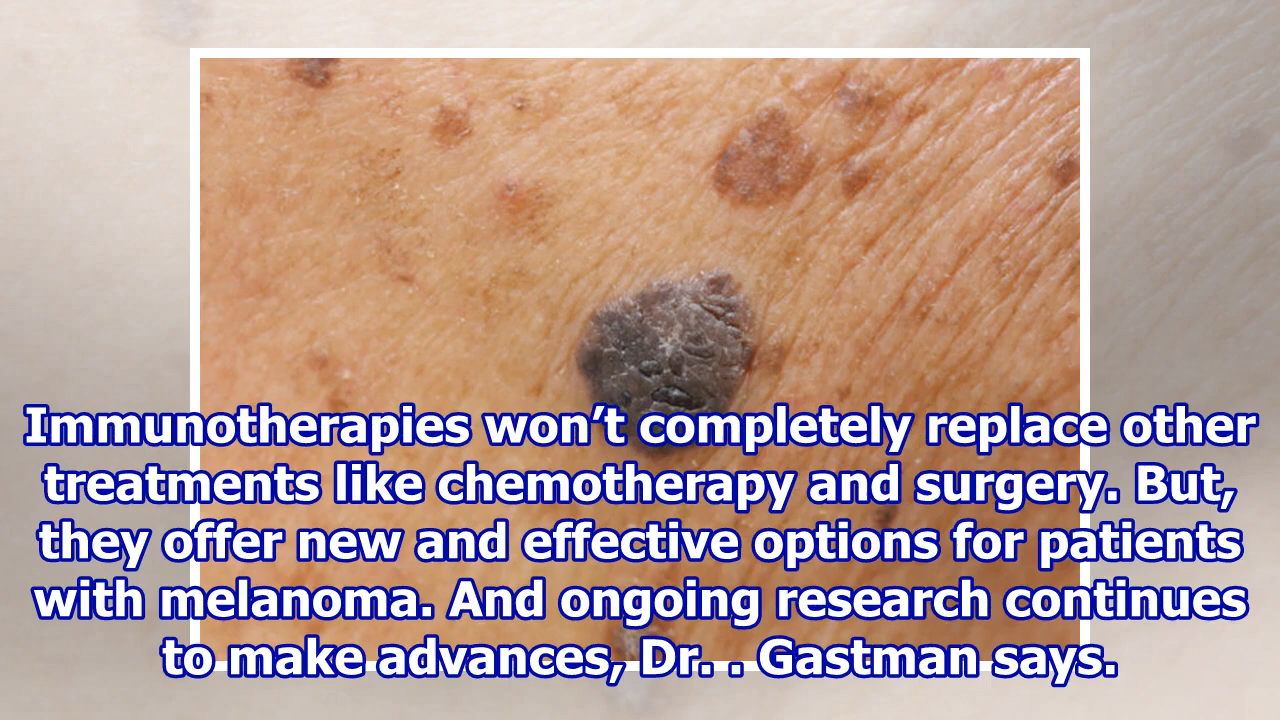 Immunotherapies won’t completely replace other
treatments like chemotherapy and surgery. But,
they offer new and effective options for patients
with melanoma. And ongoing research continues
to make advances, Dr. . Gastman says.